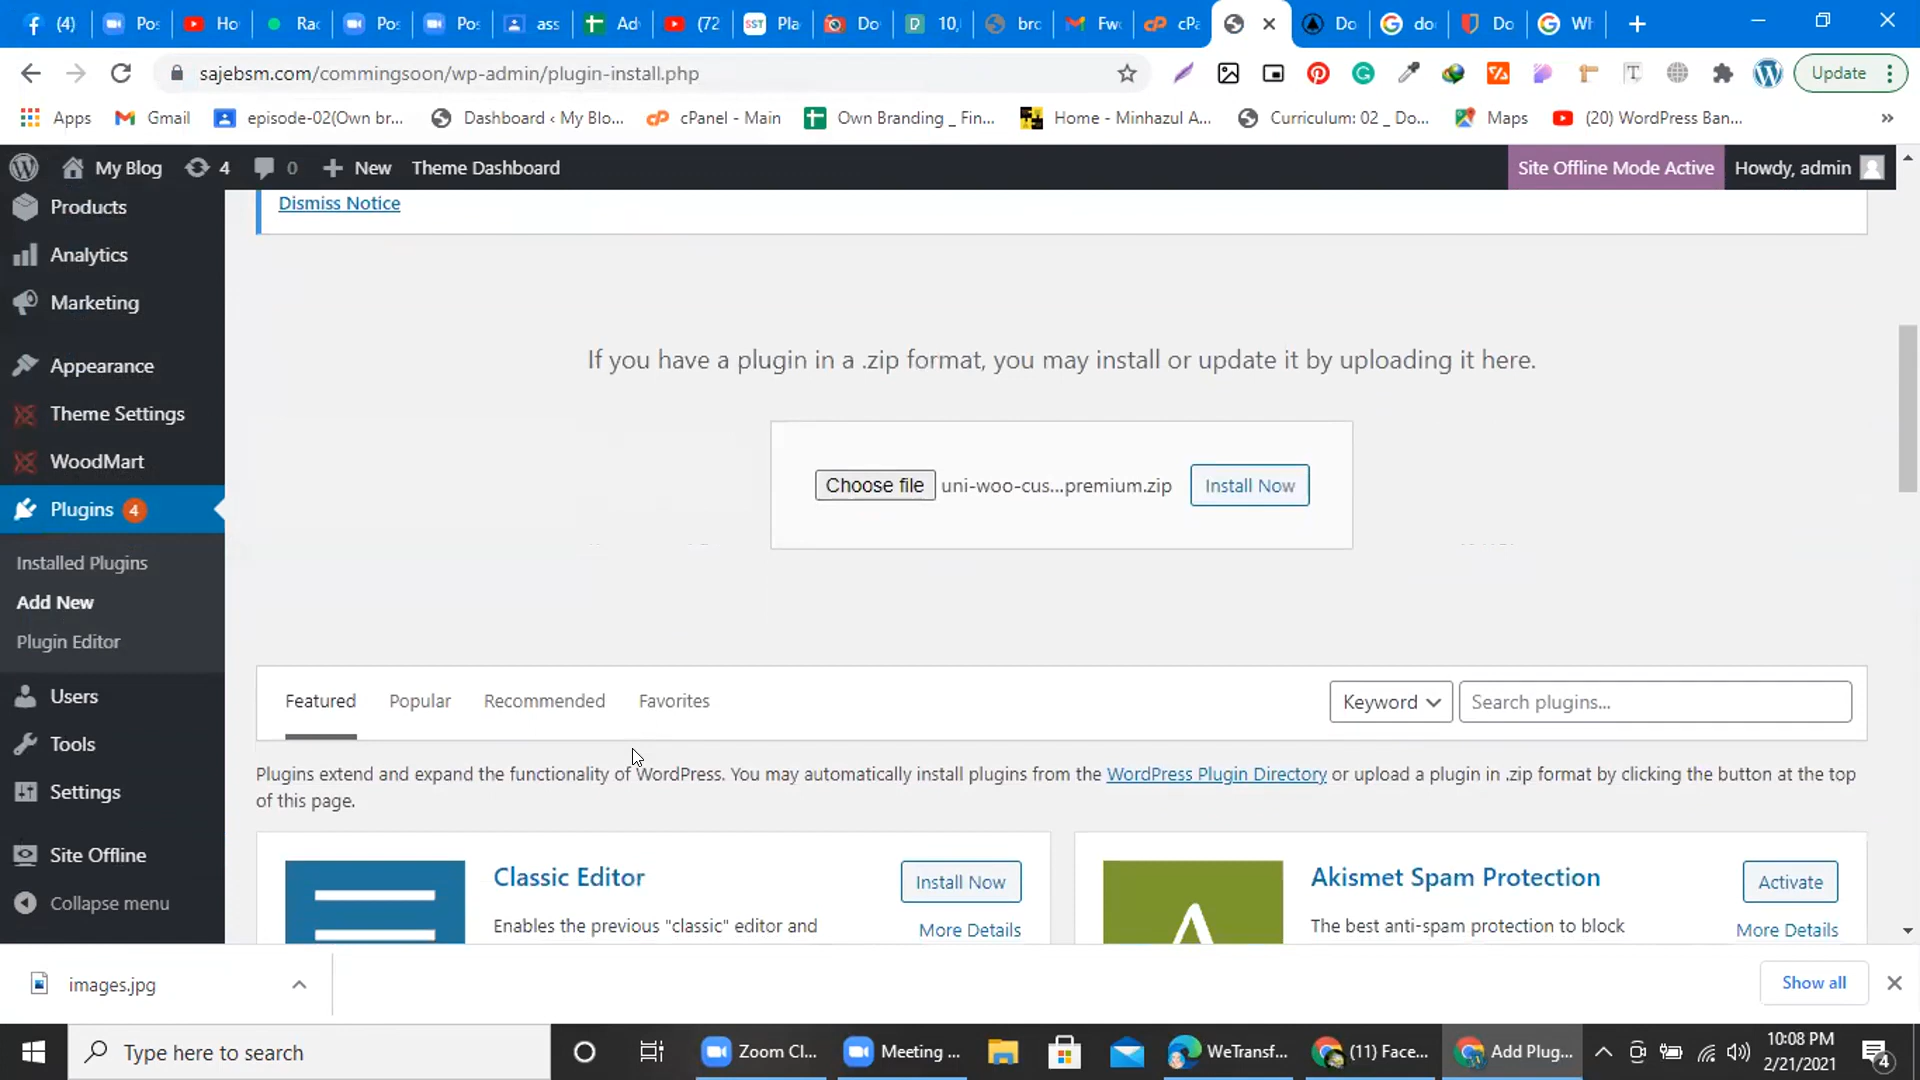 (4)
Pos
Ho
Rac
Pos
Pos
ass
Adv
(72
Pla
Do
10,
bro
Fwd
cPa
Do
do
Do
Wh
sajebsm.com/commingsoon/wp-admin/plugin-install.php
Update
Apps
Gmail
episode-02(Own br...
Dashboard ‹ My Blo...
cPanel - Main
Own Branding _ Fin...
Home - Minhazul A...
Curriculum: 02 _ Do...
Maps
(20) WordPress Ban...
»
My Blog
4
0
New
Theme Dashboard
Site Offline Mode Active
Howdy, admin
Products
Analytics
Marketing
Appearance
Theme Settings
WoodMart
Plugins 4
Installed Plugins
Add New
Plugin Editor
Users
Tools
Settings
Site Offline
Collapse menu
Dismiss Notice
If you have a plugin in a .zip format, you may install or update it by uploading it here.
Choose file uni-woo-cus...premium.zip
Install Now
Featured
Popular
Recommended
Favorites
Keyword
Search plugins...
Plugins extend and expand the functionality of WordPress. You may automatically install plugins from the WordPress Plugin Directory or upload a plugin in .zip format by clicking the button at the top
of this page.
Classic Editor
Install Now
Enables the previous "classic" editor and
More Details
Akismet Spam Protection
Activate
The best anti-spam protection to block
More Details
images.jpg
Show all
Type here to search
Zoom Cl...
Meeting ...
WeTransf...
(11) Face...
Add Plug...
10:08 PM
2/21/2021
4